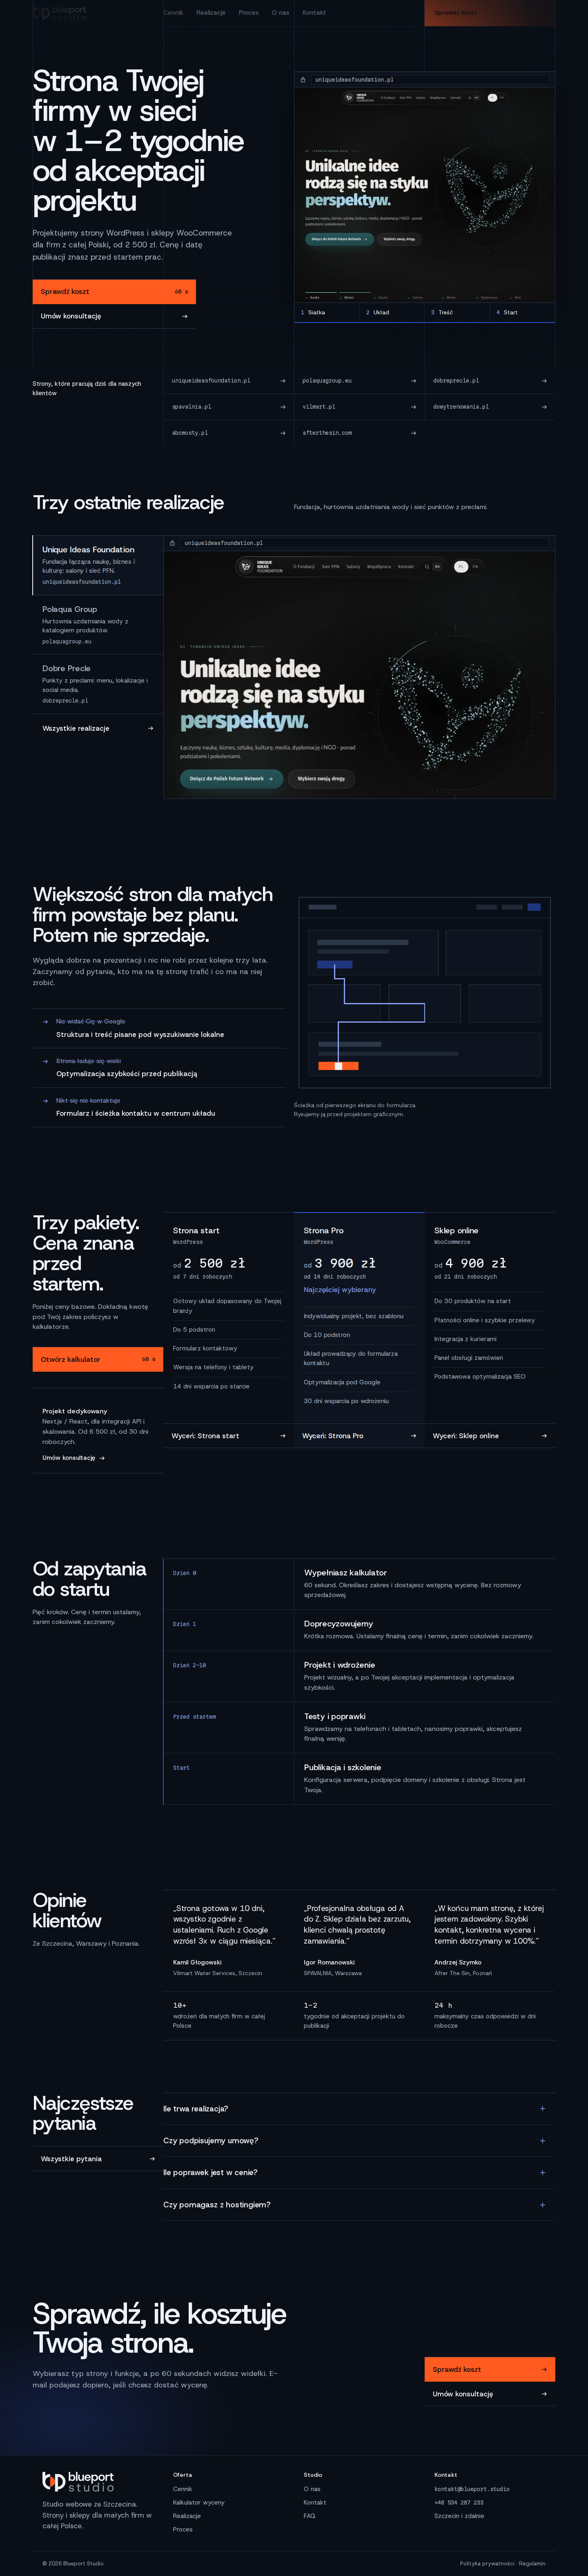 blueport
studio
Cennik Realizacje Proces O nas Kontakt
Sprawdź koszt
Strona Twojej
firmy w sieci
w 1–2 tygodnie
od akceptacji
projektu
Projektujemy strony WordPress i sklepy WooCommerce
dla firm z całej Polski, od 2 500 zł. Cenę i datę
publikacji znasz przed startem prac.
Sprawdź koszt 60 s
Umów konsultację →
uniqueideasfoundation.pl
UNIQUE
IDEAS
FOUNDATION
O Fundacji Sieć PFN Salony Współpraca Kontakt
PL EN
Unikalne idee
rodzą się na styku
perspektyw.
Dołącz do Polish Future Network →
Wybierz swoją drogę
1 Siatka
2 Układ
3 Treść
4 Start
Strony, które pracują dziś dla naszych
klientów
uniqueideasfoundation.pl →
polaquagroup.eu →
dobreprecle.pl →
spavalnia.pl →
vilmart.pl →
domytrenowania.pl →
abcmosty.pl →
afterthesin.com →
Trzy ostatnie realizacje
Fundacja, hurtownia uzdatniania wody i sieć punktów z preclami.
Unique Ideas Foundation
Fundacja łącząca naukę, biznes i
kulturę: salony i sieć PFN.
uniqueideasfoundation.pl
Polaqua Group
Hurtownia uzdatniania wody z
katalogiem produktów.
polaquagroup.eu
Dobre Precle
Punkty z preclami: menu, lokalizacje i
social media.
dobreprecle.pl
Wszystkie realizacje →
uniqueideasfoundation.pl
UNIQUE
IDEAS
FOUNDATION
O Fundacji Sieć PFN Salony Współpraca Kontakt
PL EN
03 FUNDACJA UNIQUE IDEAS
Unikalne idee
rodzą się na styku
perspektyw.
Łączymy naukę, biznes, sztukę, kulturę, media, dyplomację i NGO - ponad
podziałami i pokoleniami.
Dołącz do Polish Future Network →
Wybierz swoją drogę
Większość stron dla małych
firm powstaje bez planu.
Potem nie sprzedaje.
Wygląda dobrze na prezentacji i nic nie robi przez kolejne trzy lata.
Zaczynamy od pytania, kto ma na tę stronę trafić i co ma na niej
zrobić.
→ Nie widać Cię w Google
Struktura i treść pisane pod wyszukiwanie lokalne
→ Strona ładuje się wieki
Optymalizacja szybkości przed publikacją
→ Nikt się nie kontaktuje
Formularz i ścieżka kontaktu w centrum układu
Ścieżka od pierwszego ekranu do formularza.
Rysujemy ją przed projektem graficznym.
Trzy pakiety.
Cena znana
przed
startem.
Poniżej ceny bazowe. Dokładną kwotę
pod Twój zakres policzysz w
kalkulatorze.
Otwórz kalkulator 60 s
Projekt dedykowany
Next.js / React, dla integracji API i
skalowania. Od 6 500 zł, od 30 dni
roboczych.
Umów konsultację →
Strona start
WordPress
od 2 500 zł
od 7 dni roboczych
Gotowy układ dopasowany do Twojej
branży
Do 5 podstron
Formularz kontaktowy
Wersja na telefony i tablety
14 dni wsparcia po starcie
Wyceń: Strona start →
Strona Pro
WordPress
od 3 900 zł
od 14 dni roboczych
Najczęściej wybierany
Indywidualny projekt, bez szablonu
Do 10 podstron
Układ prowadzący do formularza
kontaktu
Optymalizacja pod Google
30 dni wsparcia po wdrożeniu
Wyceń: Strona Pro →
Sklep online
WooCommerce
od 4 900 zł
od 21 dni roboczych
Do 30 produktów na start
Płatności online i szybkie przelewy
Integracja z kurierami
Panel obsługi zamówień
Podstawowa optymalizacja SEO
Wyceń: Sklep online →
Od zapytania
do startu
Pięć kroków. Cenę i termin ustalamy,
zanim cokolwiek zaczniemy.
Dzień 0
Wypełniasz kalkulator
60 sekund. Określasz zakres i dostajesz wstępną wycenę. Bez rozmowy
sprzedażowej.
Dzień 1
Doprecyzowujemy
Krótka rozmowa. Ustalamy finalną cenę i termin, zanim cokolwiek zaczniemy.
Dzień 2–10
Projekt i wdrożenie
Projekt wizualny, a po Twojej akceptacji implementacja i optymalizacja
szybkości.
Przed startem
Testy i poprawki
Sprawdzamy na telefonach i tabletach, nanosimy poprawki, akceptujesz
finalną wersję.
Start
Publikacja i szkolenie
Konfiguracja serwera, podpięcie domeny i szkolenie z obsługi. Strona jest
Twoja.
Opinie
klientów
Ze Szczecina, Warszawy i Poznania.
„Strona gotowa w 10 dni,
wszystko zgodnie z
ustaleniami. Ruch z Google
wzrósł 3x w ciągu miesiąca.”
Kamil Głogowski
Vilmart Water Services, Szczecin
„Profesjonalna obsługa od A
do Z. Sklep działa bez zarzutu,
klienci chwalą prostotę
zamawiania.”
Igor Romanowski
SPAVALNIA, Warszawa
„W końcu mam stronę, z której
jestem zadowolony. Szybki
kontakt, konkretna wycena i
termin dotrzymany w 100%.”
Andrzej Szymko
After The Sin, Poznań
10+
wdrożeń dla małych firm w całej
Polsce
1–2
tygodnie od akceptacji projektu do
publikacji
24 h
maksymalny czas odpowiedzi w dni
robocze
Najczęstsze
pytania
Wszystkie pytania →
Ile trwa realizacja? +
Czy podpisujemy umowę? +
Ile poprawek jest w cenie? +
Czy pomagasz z hostingiem? +
Sprawdź, ile kosztuje
Twoja strona.
Wybierasz typ strony i funkcje, a po 60 sekundach widzisz widełki. E-
mail podajesz dopiero, jeśli chcesz dostać wycenę.
Sprawdź koszt →
Umów konsultację →
blueport
studio
Studio webowe ze Szczecina.
Strony i sklepy dla małych firm w
całej Polsce.
Oferta
Cennik
Kalkulator wyceny
Realizacje
Proces
Studio
O nas
Kontakt
FAQ
Kontakt
kontakt@blueport.studio
+48 534 287 233
Szczecin i zdalnie
© 2026 Blueport Studio
Polityka prywatności · Regulamin